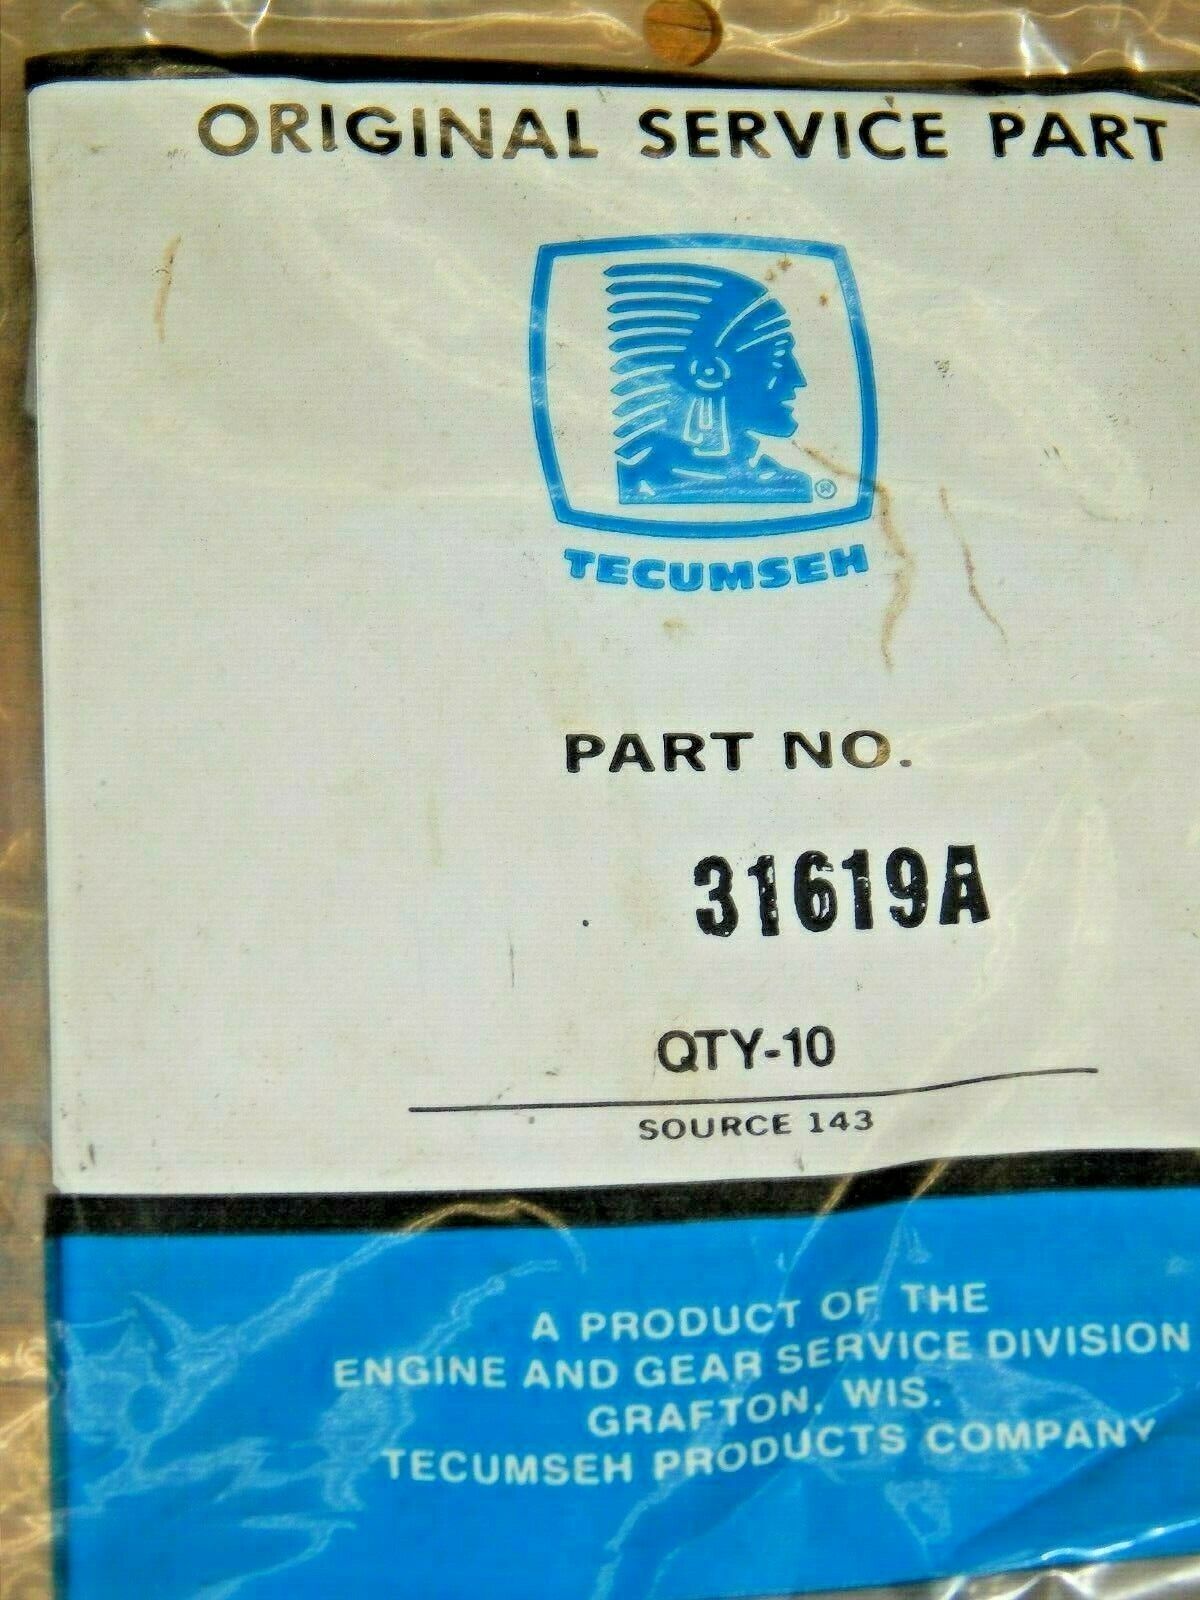 ORIGINAL SERVICE PART
®
TECUMSEH
PART NO.
31619A
QTY-10
SOURCE 143
A PRODUCT OF THE
ENGINE AND GEAR SERVICE DIVISION
GRAFTON, WIS.
TECUMSEH PRODUCTS COMPANY